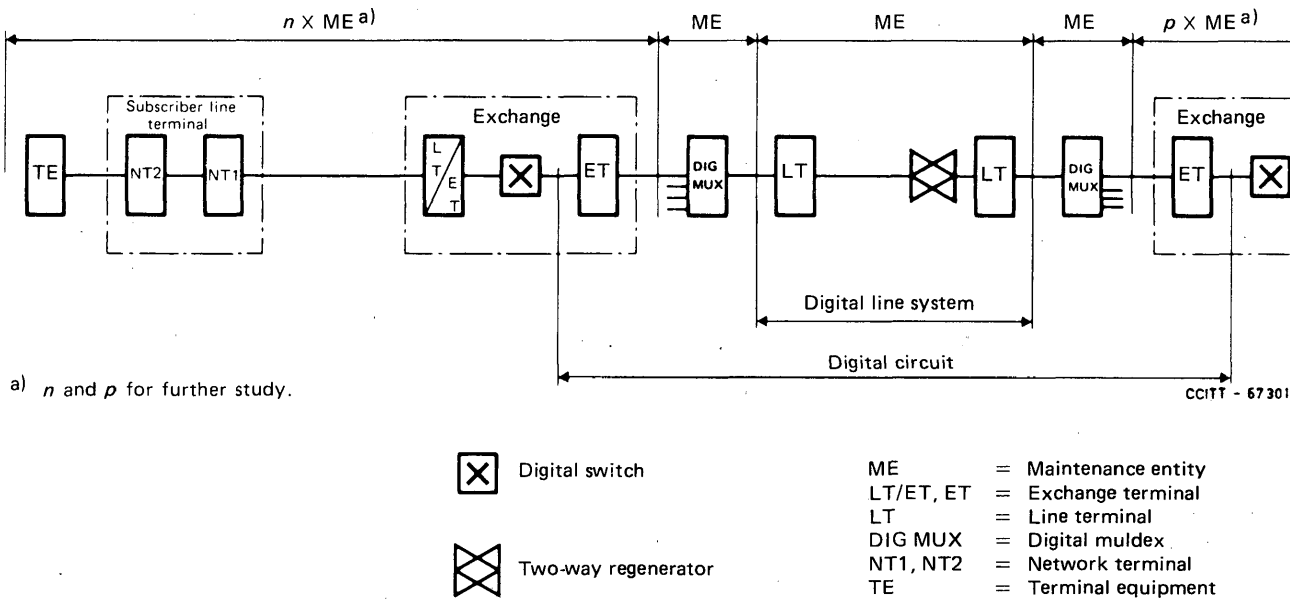 n X ME a)
ME
ME
ME
p X ME a)
Subscriber line
terminal
Exchange
Exchange
TE
NT2
NT1
L
T
E
T
ET
DIG
MUX
LT
LT
DIG
MUX
ET
Digital line system
Digital circuit
a) n and p for further study.
CCITT - 67301
Digital switch
Two-way regenerator
ME = Maintenance entity
LT/ET, ET = Exchange terminal
LT = Line terminal
DIG MUX = Digital muldex
NT1, NT2 = Network terminal
TE = Terminal equipment